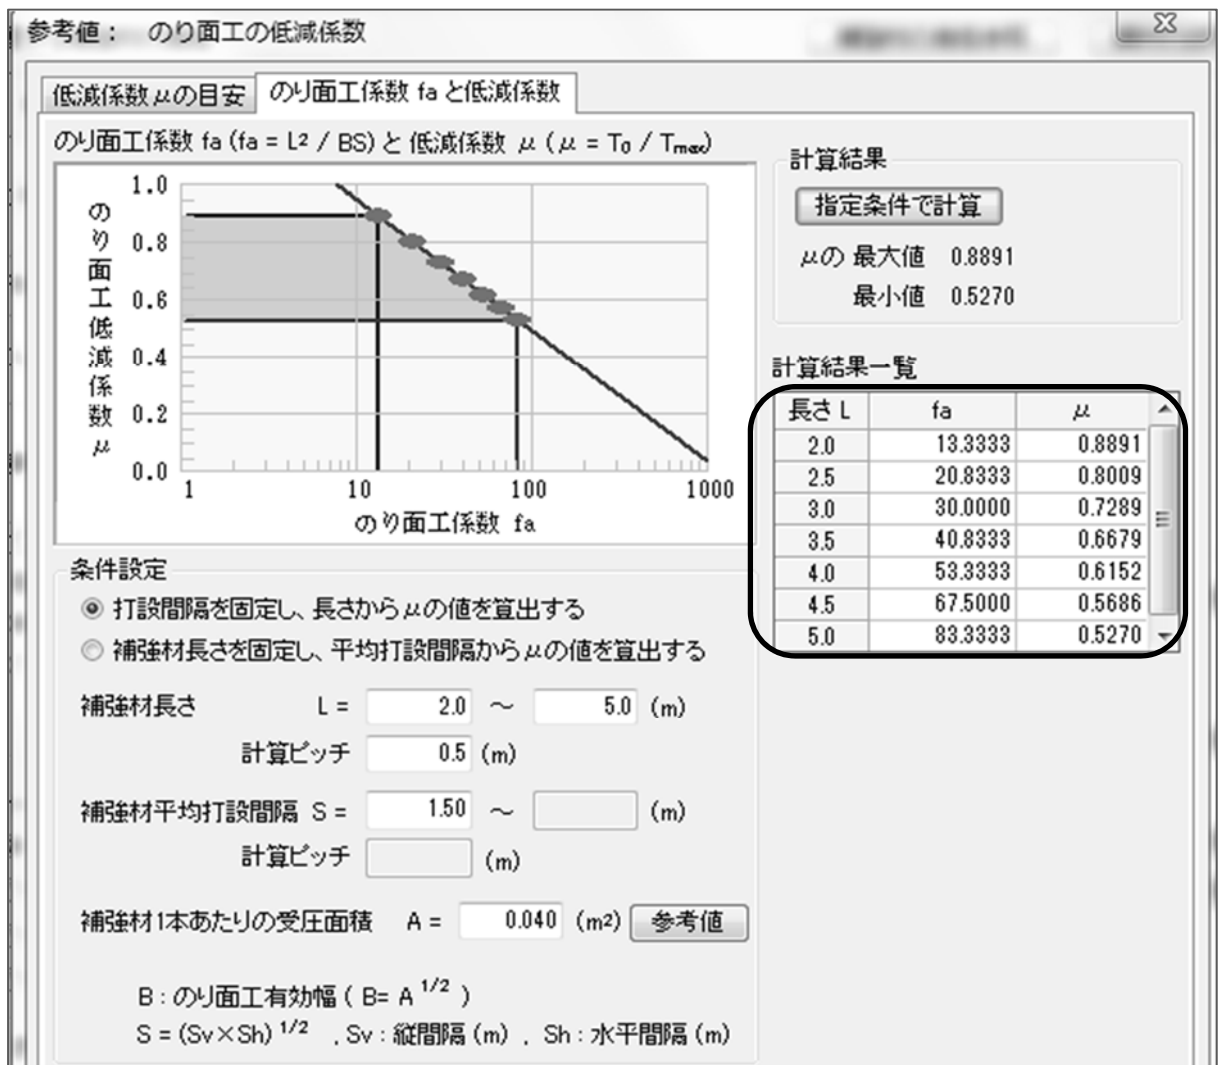 参考値： のり面工の低減係数
低減係数μの目安 のり面工係数 fa と低減係数
のり面工係数 fa (fa = L2 / BS) と 低減係数 μ ( μ = T0 / Tmax)
のり面工低減係数 μ
1.0
0.8
0.6
0.4
0.2
0.0
1 10 100 1000
のり面工係数 fa
計算結果
指定条件で計算
μの 最大値 0.8891
最小値 0.5270
計算結果一覧
長さ L fa μ
2.0 13.3333 0.8891
2.5 20.8333 0.8009
3.0 30.0000 0.7289
3.5 40.8333 0.6679
4.0 53.3333 0.6152
4.5 67.5000 0.5686
5.0 83.3333 0.5270
条件設定
打設間隔を固定し、長さからμの値を算出する
補強材長さを固定し、平均打設間隔からμの値を算出する
補強材長さ L = 2.0 ～ 5.0 (m)
計算ピッチ 0.5 (m)
補強材平均打設間隔 S = 1.50 ～ (m)
計算ピッチ (m)
補強材1本あたりの受圧面積 A = 0.040 (m2) 参考値
B : のり面工有効幅 ( B= A 1/2 )
S = (Sv×Sh) 1/2 , Sv : 縦間隔 (m) , Sh : 水平間隔 (m)